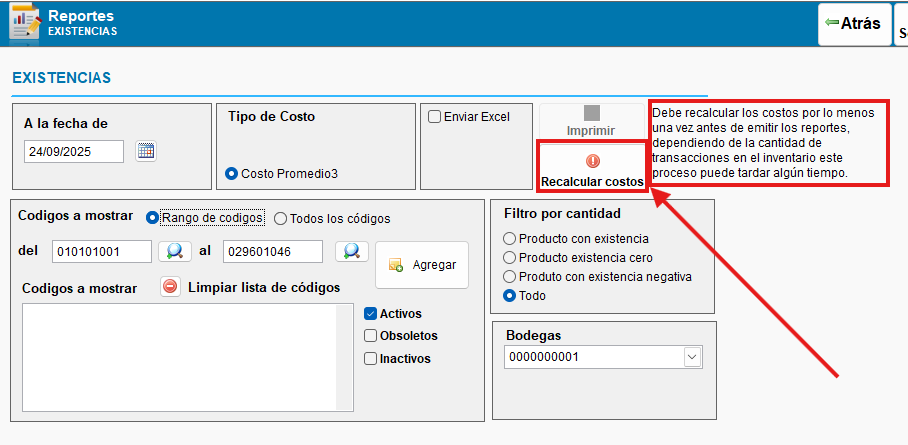 Reportes
EXISTENCIAS
Atrás
EXISTENCIAS
A la fecha de
24/09/2025
Tipo de Costo
Costo Promedio3
Enviar Excel
Imprimir
Recalcular costos
Debe recalcular los costos por lo menos
una vez antes de emitir los reportes,
dependiendo de la cantidad de
transacciones en el inventario este
proceso puede tardar algún tiempo.
Codigos a mostrar
Rango de codigos
Todos los códigos
del
010101001
al
029601046
Agregar
Codigos a mostrar
Limpiar lista de códigos
Activos
Obsoletos
Inactivos
Filtro por cantidad
Producto con existencia
Producto existencia cero
Produto con existencia negativa
Todo
Bodegas
0000000001